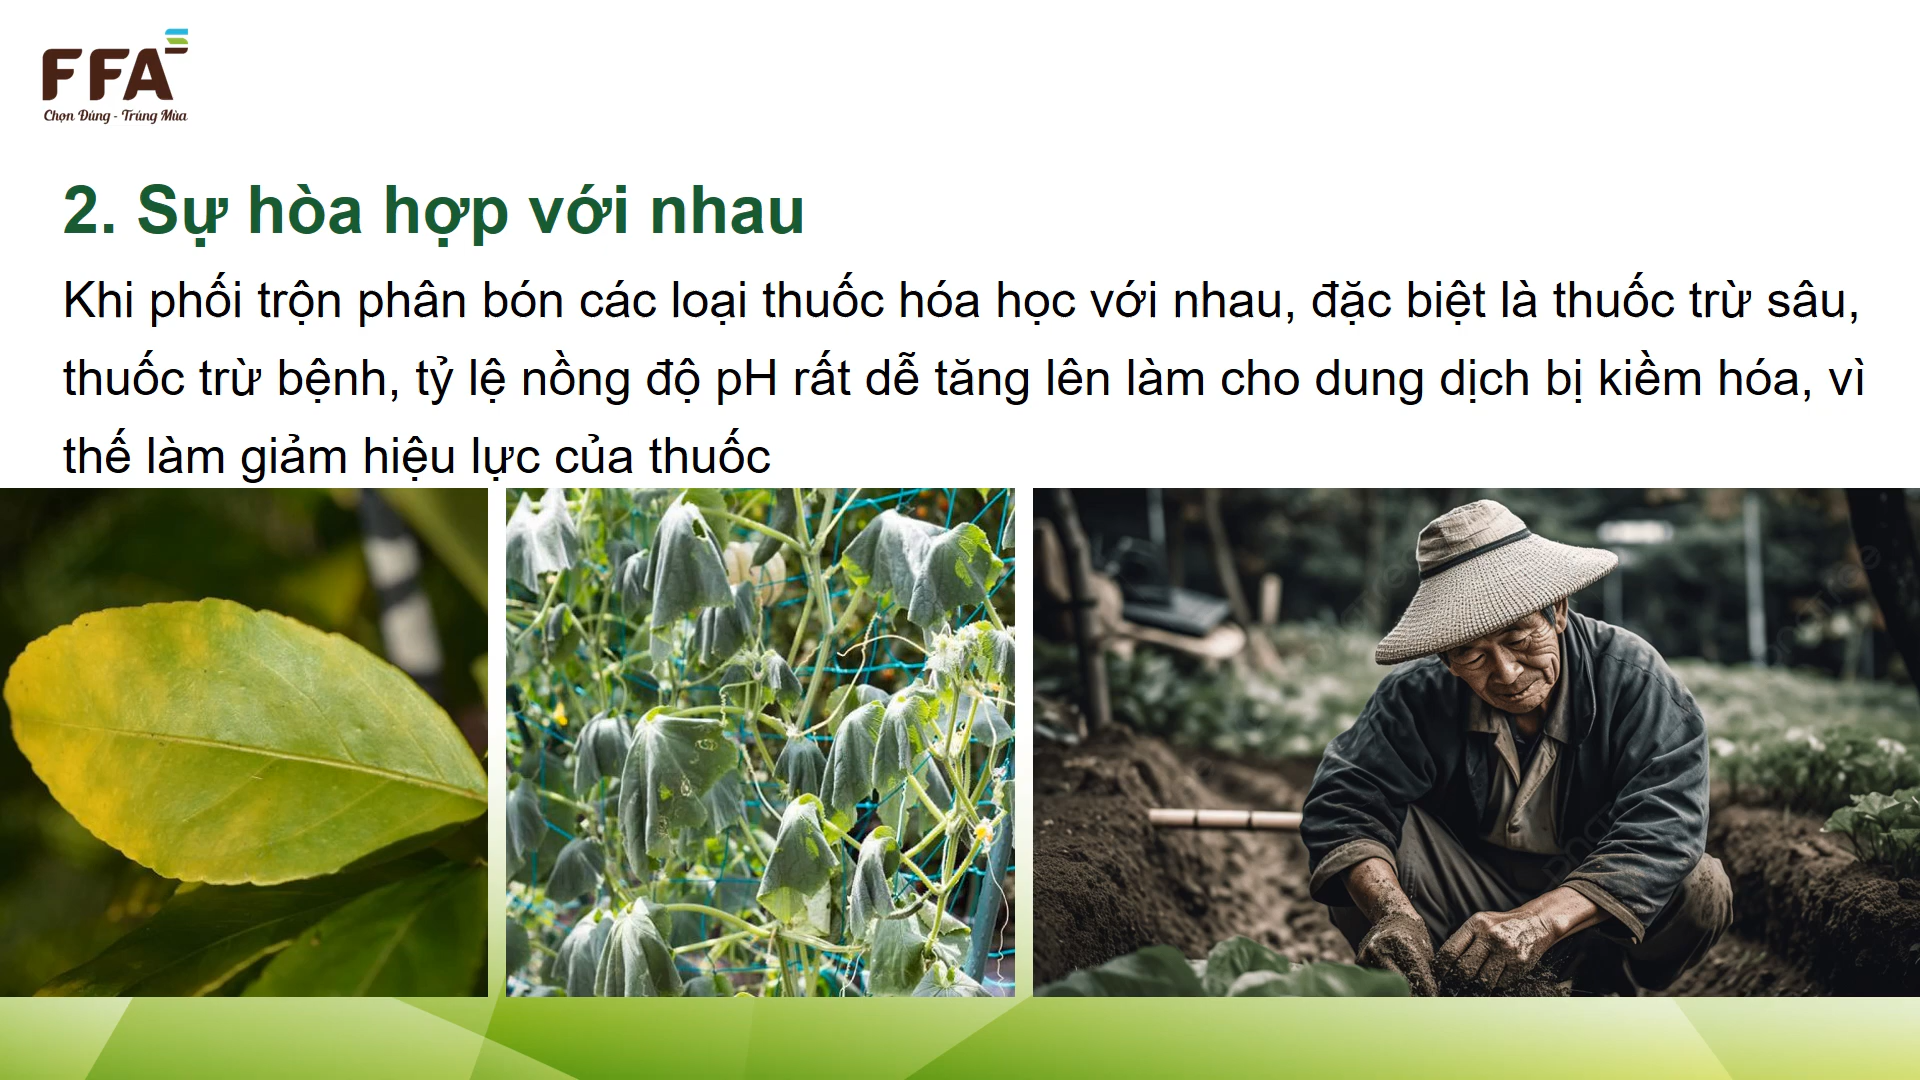 FFA
Chọn Đúng - Trúng Mùa
2. Sự hòa hợp với nhau
Khi phối trộn phân bón các loại thuốc hóa học với nhau, đặc biệt là thuốc trừ sâu,
thuốc trừ bệnh, tỷ lệ nồng độ pH rất dễ tăng lên làm cho dung dịch bị kiềm hóa, vì
thế làm giảm hiệu lực của thuốc